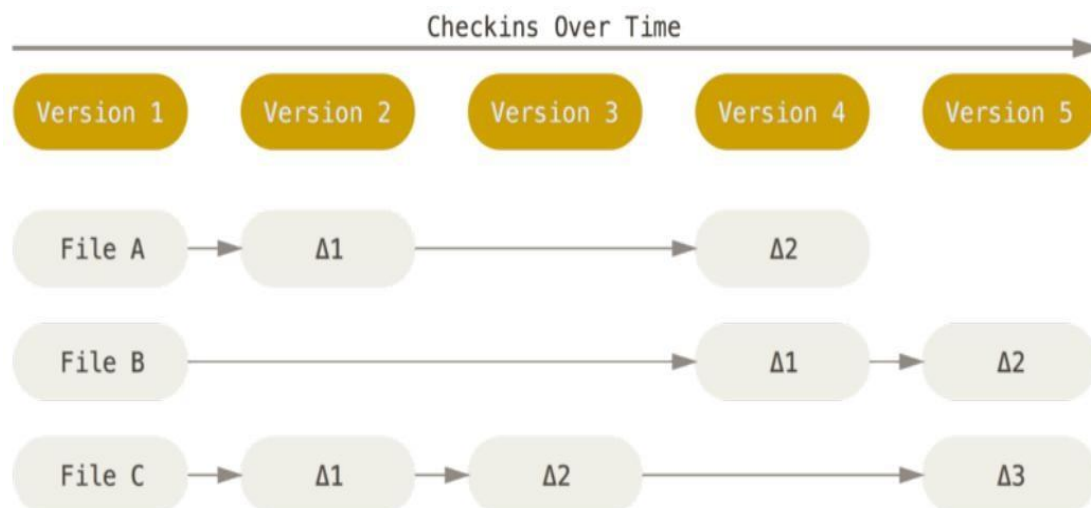 Checkins Over Time
Version 1 Version 2 Version 3 Version 4 Version 5
File A Δ1 Δ2
File B Δ1 Δ2
File C Δ1 Δ2 Δ3